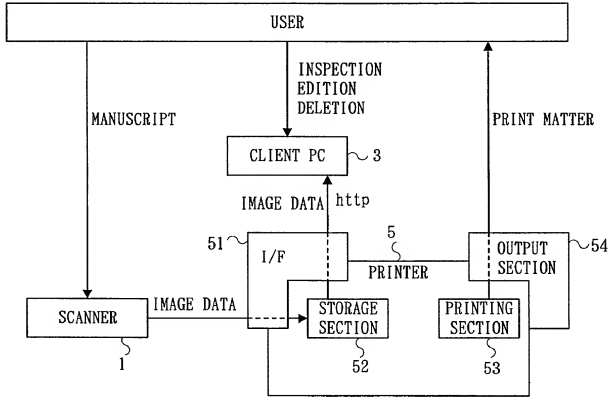 USER
INSPECTION
EDITION
DELETION
MANUSCRIPT
PRINT MATTER
CLIENT PC
3
IMAGE DATA
http
51
I/F
5
PRINTER
OUTPUT
SECTION
54
IMAGE DATA
SCANNER
1
STORAGE
SECTION
52
PRINTING
SECTION
53